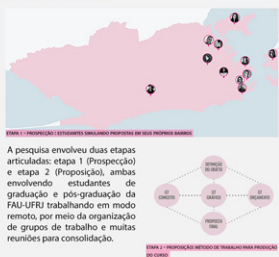 ETAPA 1 – PROSPECÇÃO : ESTUDANTES SIMULANDO PROPOSTAS EM SEUS PRÓPRIOS BAIRROS
A pesquisa envolveu duas etapas
articuladas: etapa 1 (Prospecção)
e etapa 2 (Proposição), ambas
envolvendo estudantes de
graduação e pós-graduação da
FAU-UFRJ trabalhando em modo
remoto, por meio da organização
de grupos de trabalho e muitas
reuniões para consolidação.
DEFINIÇÃO
DO OBJETO
GT
CONCEITO
GT
GRÁFICO
GT
ORÇAMENTO
PROPOSTA
FINAL
ETAPA 2 – PROPOSIÇÃO: MÉTODO DE TRABALHO PARA PRODUÇÃO
DO CURSO